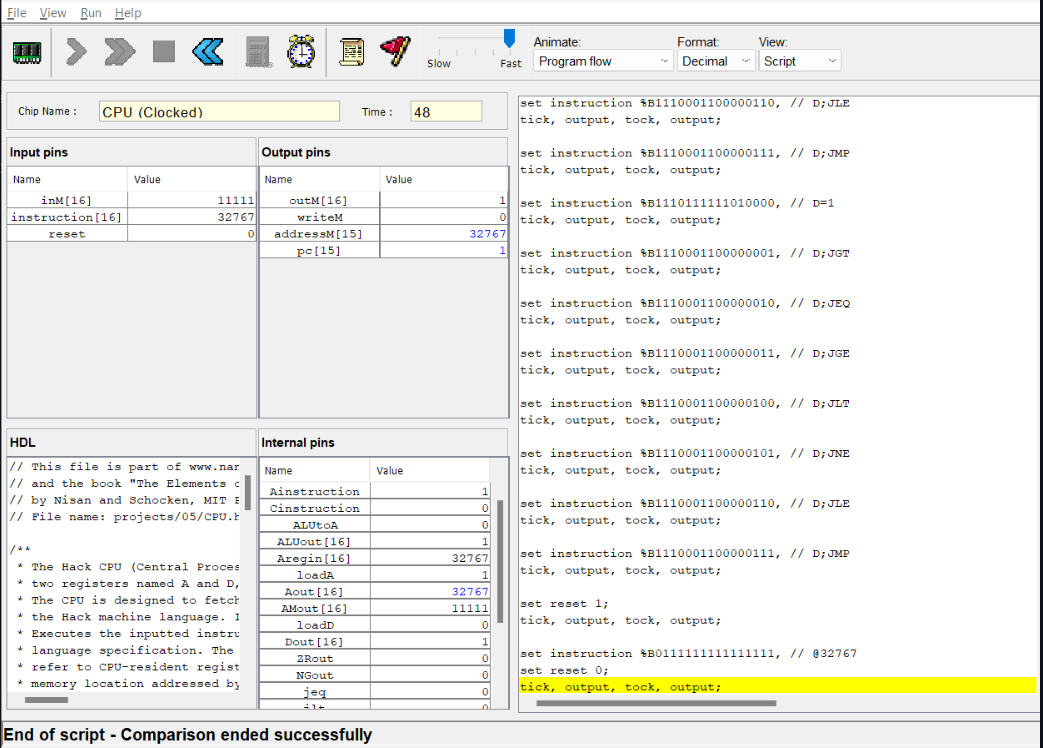 File View Run Help
Animate: Format: View:
Slow Fast Program flow Decimal Script
Chip Name : CPU (Clocked) Time : 48
Input pins
Name Value
inM[16] 11111
instruction[16] 32767
reset 0
Output pins
Name Value
outM[16] 1
writeM 0
addressM[15] 32767
pc[15] 1
HDL
// This file is part of www.nan
// and the book "The Elements o
// by Nisan and Schocken, MIT P
// File name: projects/05/CPU.h
/**
* The Hack CPU (Central Proces
* two registers named A and D,
* The CPU is designed to fetch
* the Hack machine language. I
* Executes the inputted instru
* language specification. The
* refer to CPU-resident regist
* memory location addressed by
Internal pins
Name Value
Ainstruction 1
Cinstruction 0
ALUtoA 0
ALUout[16] 1
Aregin[16] 32767
loadA 1
Aout[16] 32767
AMout[16] 11111
loadD 0
Dout[16] 1
ZRout 0
NGout 0
jeq 0
jlt 0
set instruction %B1110001100000110, // D;JLE
tick, output, tock, output;
set instruction %B1110001100000111, // D;JMP
tick, output, tock, output;
set instruction %B1110111111010000, // D=1
tick, output, tock, output;
set instruction %B1110001100000001, // D;JGT
tick, output, tock, output;
set instruction %B1110001100000010, // D;JEQ
tick, output, tock, output;
set instruction %B1110001100000011, // D;JGE
tick, output, tock, output;
set instruction %B1110001100000100, // D;JLT
tick, output, tock, output;
set instruction %B1110001100000101, // D;JNE
tick, output, tock, output;
set instruction %B1110001100000110, // D;JLE
tick, output, tock, output;
set instruction %B1110001100000111, // D;JMP
tick, output, tock, output;
set reset 1;
tick, output, tock, output;
set instruction %B0111111111111111, // @32767
set reset 0;
tick, output, tock, output;
End of script - Comparison ended successfully